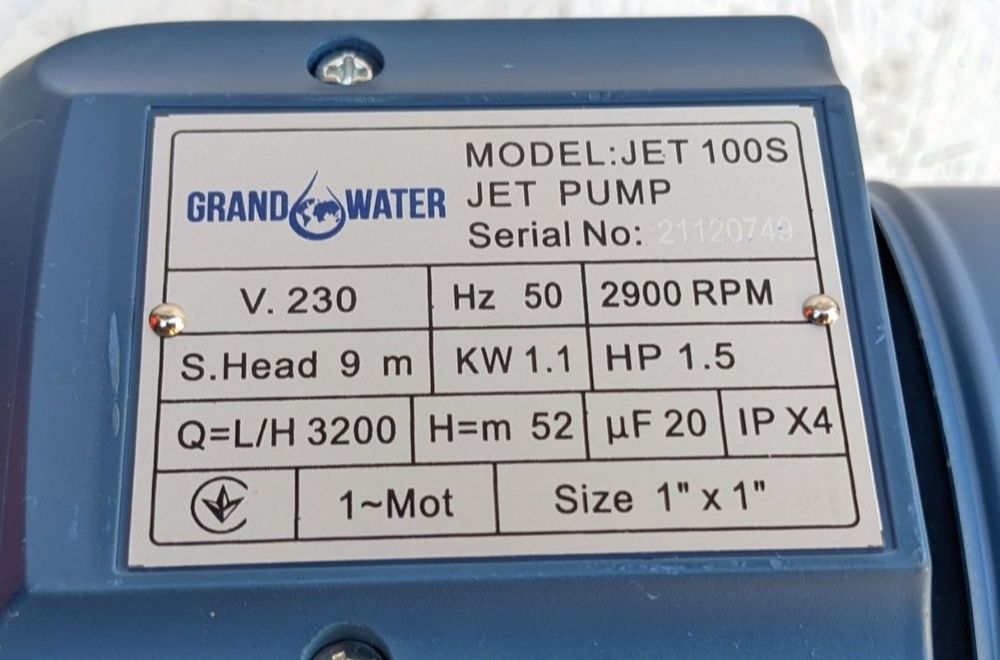 GRAND WATER
MODEL:JET 100S
JET PUMP
Serial No: 21120749
V. 230 Hz 50 2900 RPM
S.Head 9 m KW 1.1 HP 1.5
Q=L/H 3200 H=m 52 µF 20 IP X4
1~Mot Size 1" x 1"